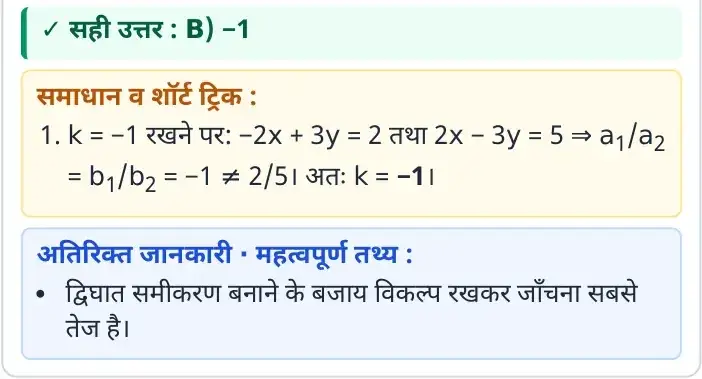 ✓ सही उत्तर : B) −1
समाधान व शॉर्ट ट्रिक :
1. k = −1 रखने पर: −2x + 3y = 2 तथा 2x − 3y = 5 ⇒ a₁/a₂
= b₁/b₂ = −1 ≠ 2/5। अतः k = −1।
अतिरिक्त जानकारी · महत्वपूर्ण तथ्य :
• द्विघात समीकरण बनाने के बजाय विकल्प रखकर जाँचना सबसे
तेज है।